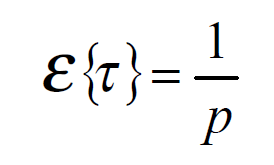 ε{τ} = 1/p